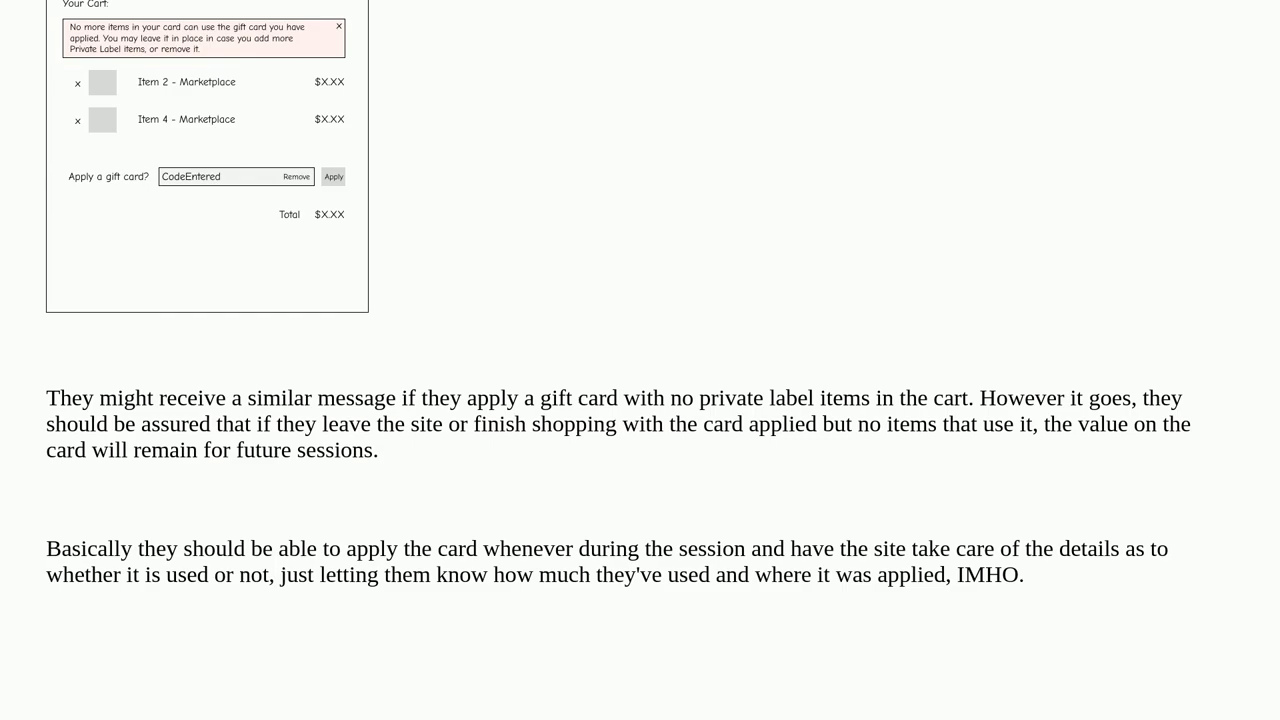 Your Cart:
No more items in your card can use the gift card you have
applied. You may leave it in place in case you add more
Private Label items, or remove it.
x
x Item 2 - Marketplace $X.XX
x Item 4 - Marketplace $X.XX
Apply a gift card? CodeEntered Remove Apply
Total $X.XX
They might receive a similar message if they apply a gift card with no private label items in the cart. However it goes, they
should be assured that if they leave the site or finish shopping with the card applied but no items that use it, the value on the
card will remain for future sessions.
Basically they should be able to apply the card whenever during the session and have the site take care of the details as to
whether it is used or not, just letting them know how much they've used and where it was applied, IMHO.